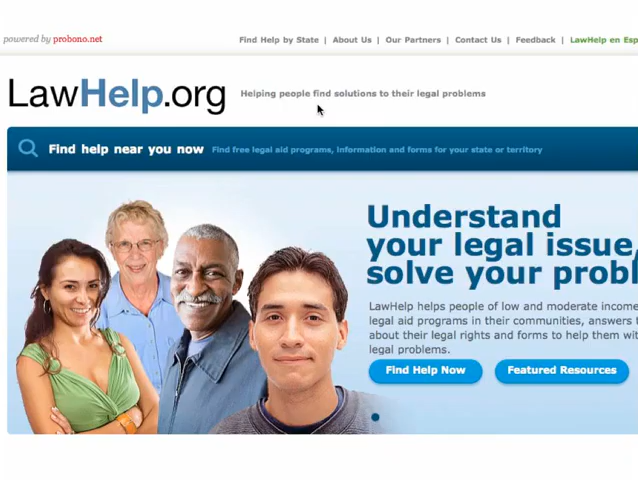 powered by probono.net
Find Help by State | About Us | Our Partners | Contact Us | Feedback | LawHelp en Esp
LawHelp.org Helping people find solutions to their legal problems
Find help near you now Find free legal aid programs, information and forms for your state or territory
Understand
your legal issue,
solve your probl
LawHelp helps people of low and moderate income
legal aid programs in their communities, answers t
about their legal rights and forms to help them wit
legal problems.
Find Help Now Featured Resources